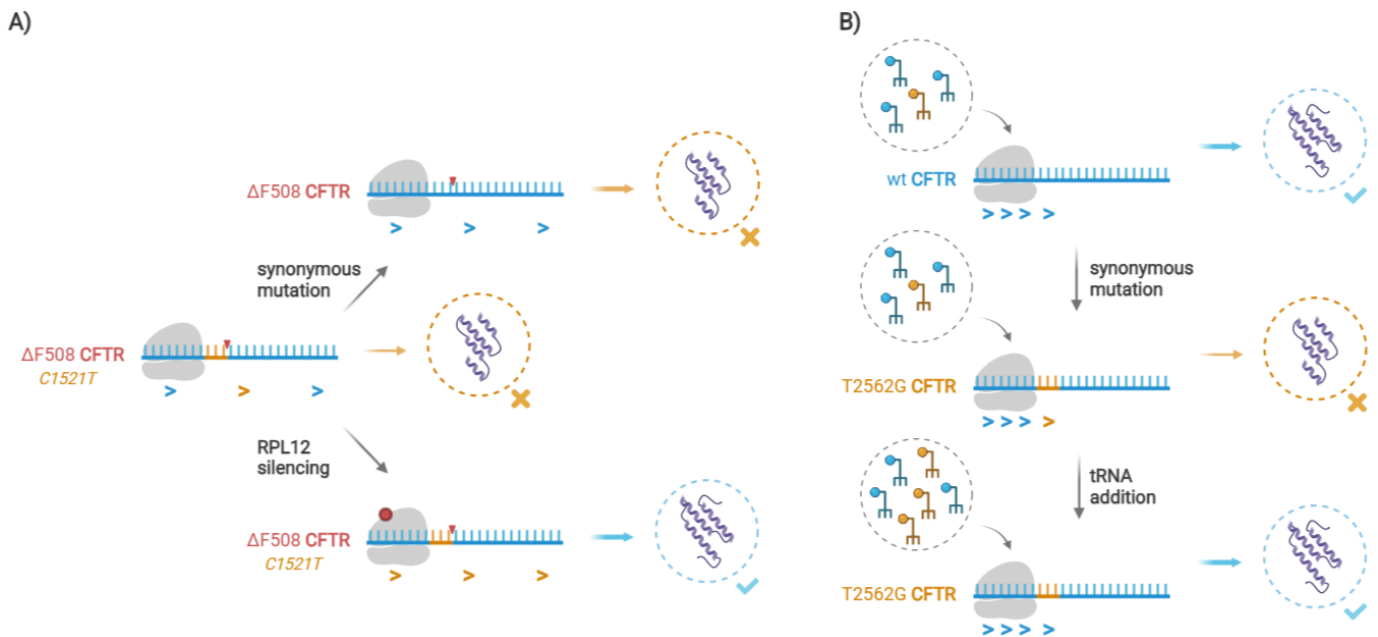 A)
ΔF508 CFTR
synonymous
mutation
ΔF508 CFTR
C1521T
RPL12
silencing
ΔF508 CFTR
C1521T
B)
wt CFTR
> > > >
synonymous
mutation
T2562G CFTR
> > > >
tRNA
addition
T2562G CFTR
> > > >